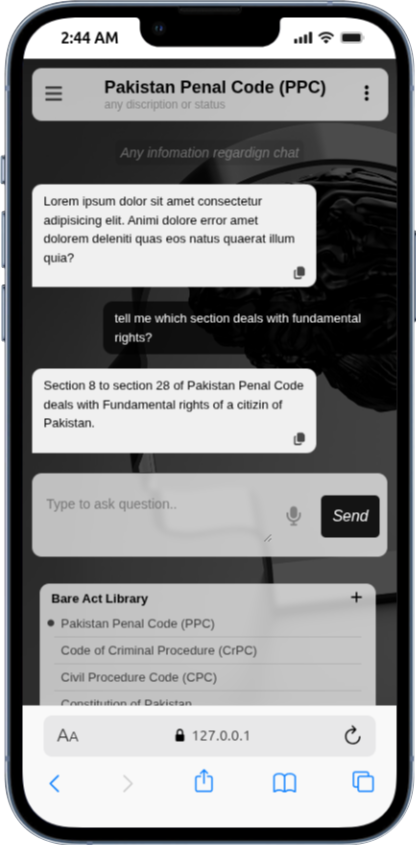 2:44 AM
Pakistan Penal Code (PPC)
any discription or status
Any infomation regardign chat
Lorem ipsum dolor sit amet consectetur
adipisicing elit. Animi dolore error amet
dolorem deleniti quas eos natus quaerat illum
quia?
tell me which section deals with fundamental
rights?
Section 8 to section 28 of Pakistan Penal Code
deals with Fundamental rights of a citizin of
Pakistan.
Type to ask question..
Send
Bare Act Library +
Pakistan Penal Code (PPC)
Code of Criminal Procedure (CrPC)
Civil Procedure Code (CPC)
Constitution of Pakistan
AA 127.0.0.1